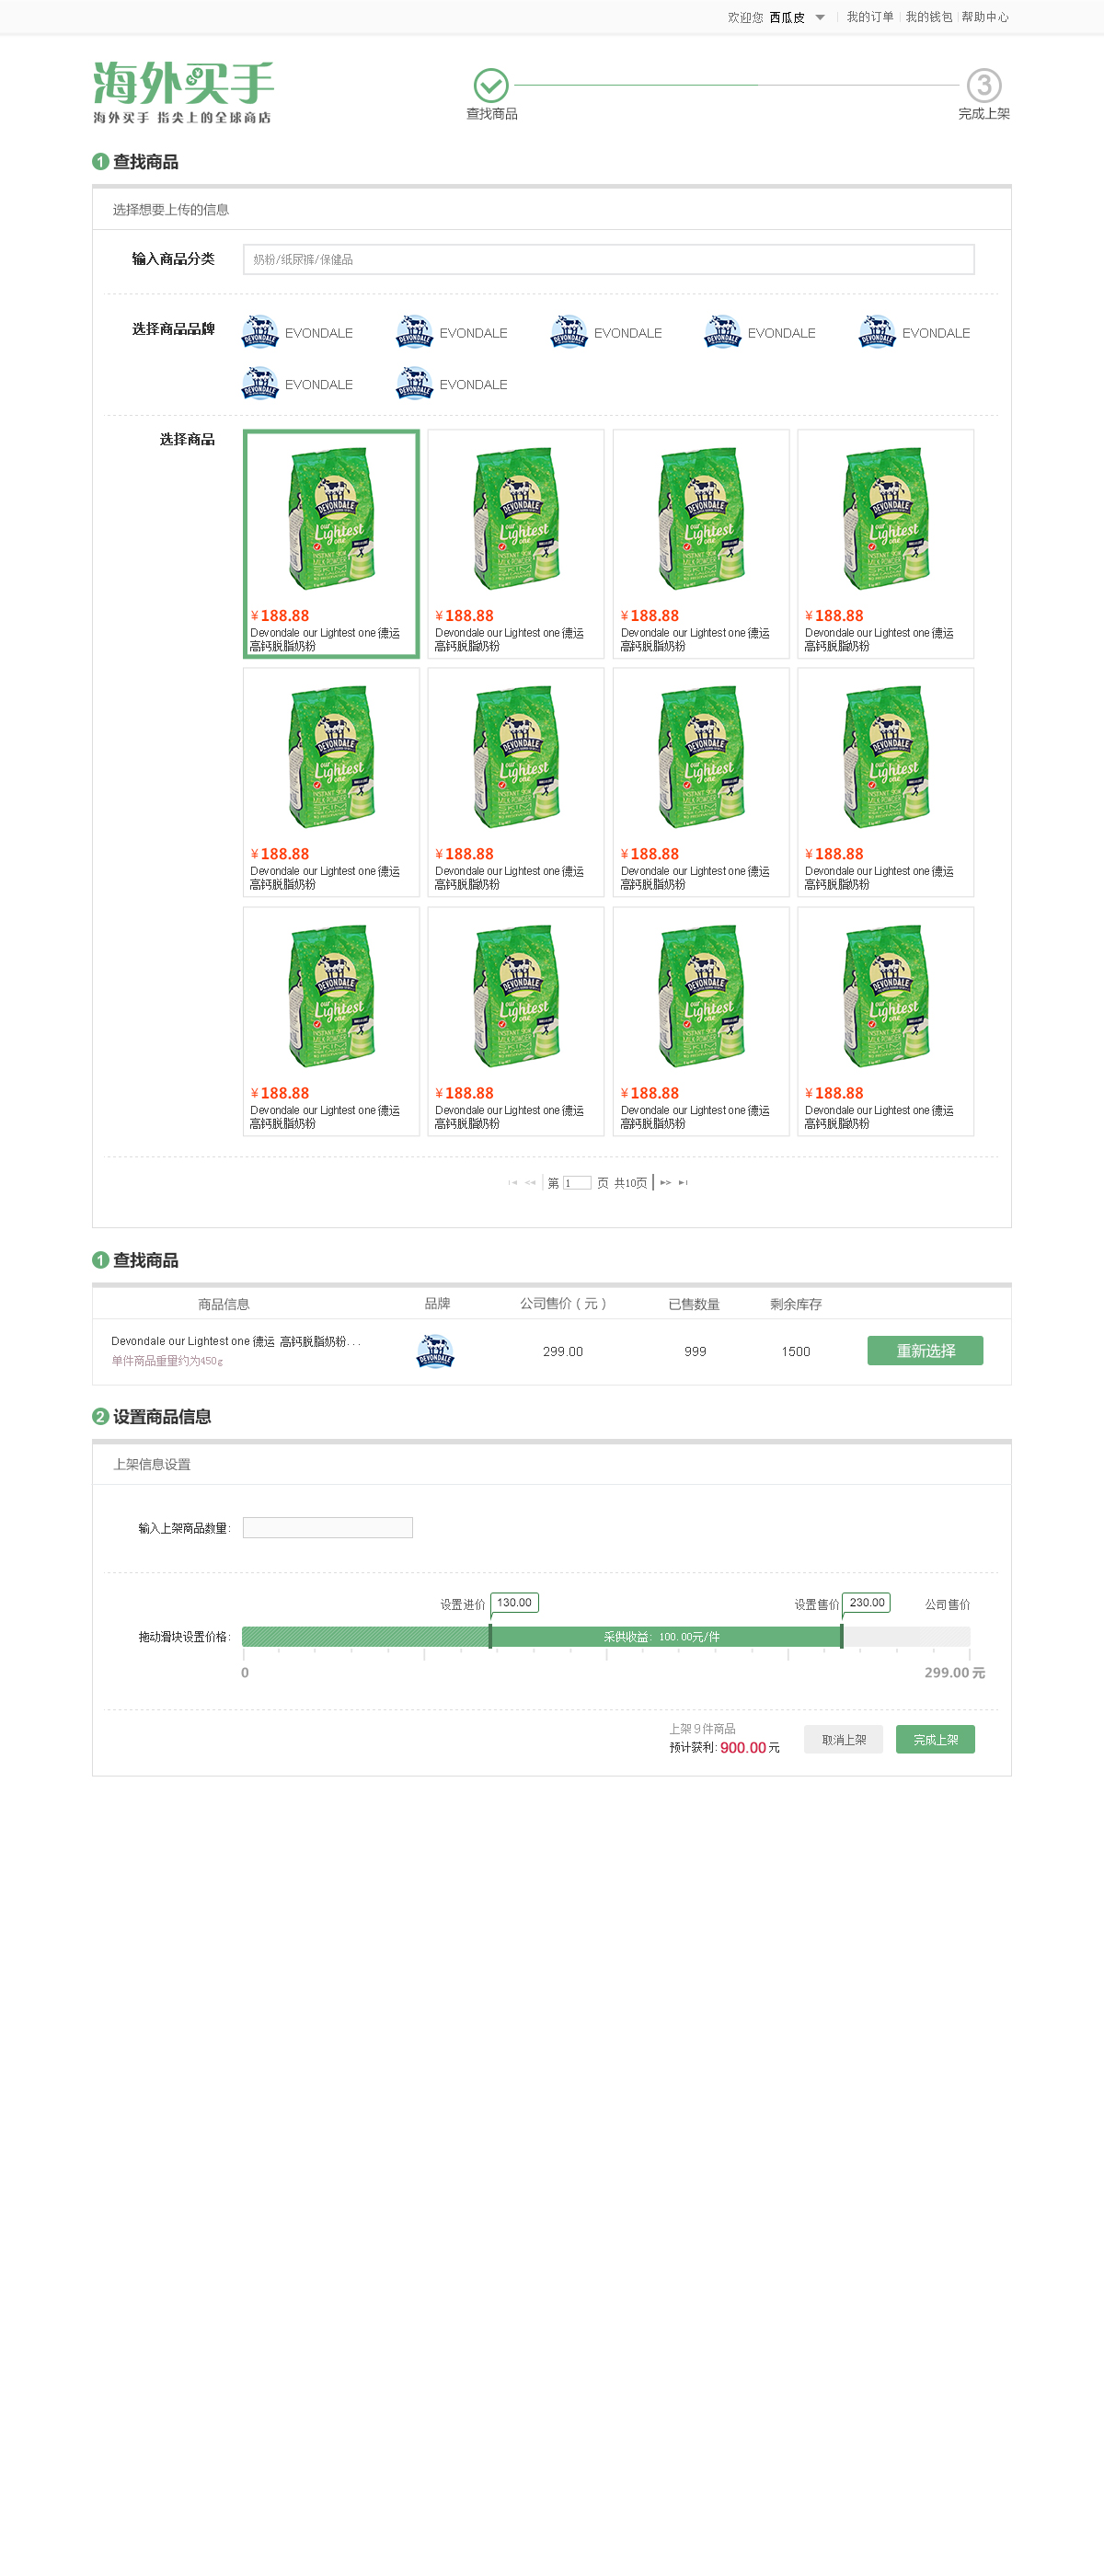 欢迎您 西瓜皮 我的订单 我的钱包 帮助中心
海外买手
海外买手 指尖上的全球商店
3
查找商品 完成上架
1 查找商品
选择想要上传的信息
输入商品分类 奶粉/纸尿裤/保健品
选择商品品牌 EVONDALE EVONDALE EVONDALE EVONDALE EVONDALE
EVONDALE EVONDALE
选择商品
¥188.88 ¥188.88 ¥188.88 ¥188.88
Devondale our Lightest one 德运 Devondale our Lightest one 德运 Devondale our Lightest one 德运 Devondale our Lightest one 德运
高钙脱脂奶粉 高钙脱脂奶粉 高钙脱脂奶粉 高钙脱脂奶粉
¥188.88 ¥188.88 ¥188.88 ¥188.88
Devondale our Lightest one 德运 Devondale our Lightest one 德运 Devondale our Lightest one 德运 Devondale our Lightest one 德运
高钙脱脂奶粉 高钙脱脂奶粉 高钙脱脂奶粉 高钙脱脂奶粉
¥188.88 ¥188.88 ¥188.88 ¥188.88
Devondale our Lightest one 德运 Devondale our Lightest one 德运 Devondale our Lightest one 德运 Devondale our Lightest one 德运
高钙脱脂奶粉 高钙脱脂奶粉 高钙脱脂奶粉 高钙脱脂奶粉
第 1 页 共10页
1 查找商品
商品信息 品牌 公司售价（元） 已售数量 剩余库存
Devondale our Lightest one 德运 高钙脱脂奶粉... DEVONDALE 299.00 999 1500 重新选择
单件商品重量约为450g
2 设置商品信息
上架信息设置
输入上架商品数量:
设置进价 130.00 设置售价 230.00 公司售价
拖动滑块设置价格: 采供收益: 100.00元/件
0 299.00 元
上架 9 件商品
预计获利: 900.00 元 取消上架 完成上架